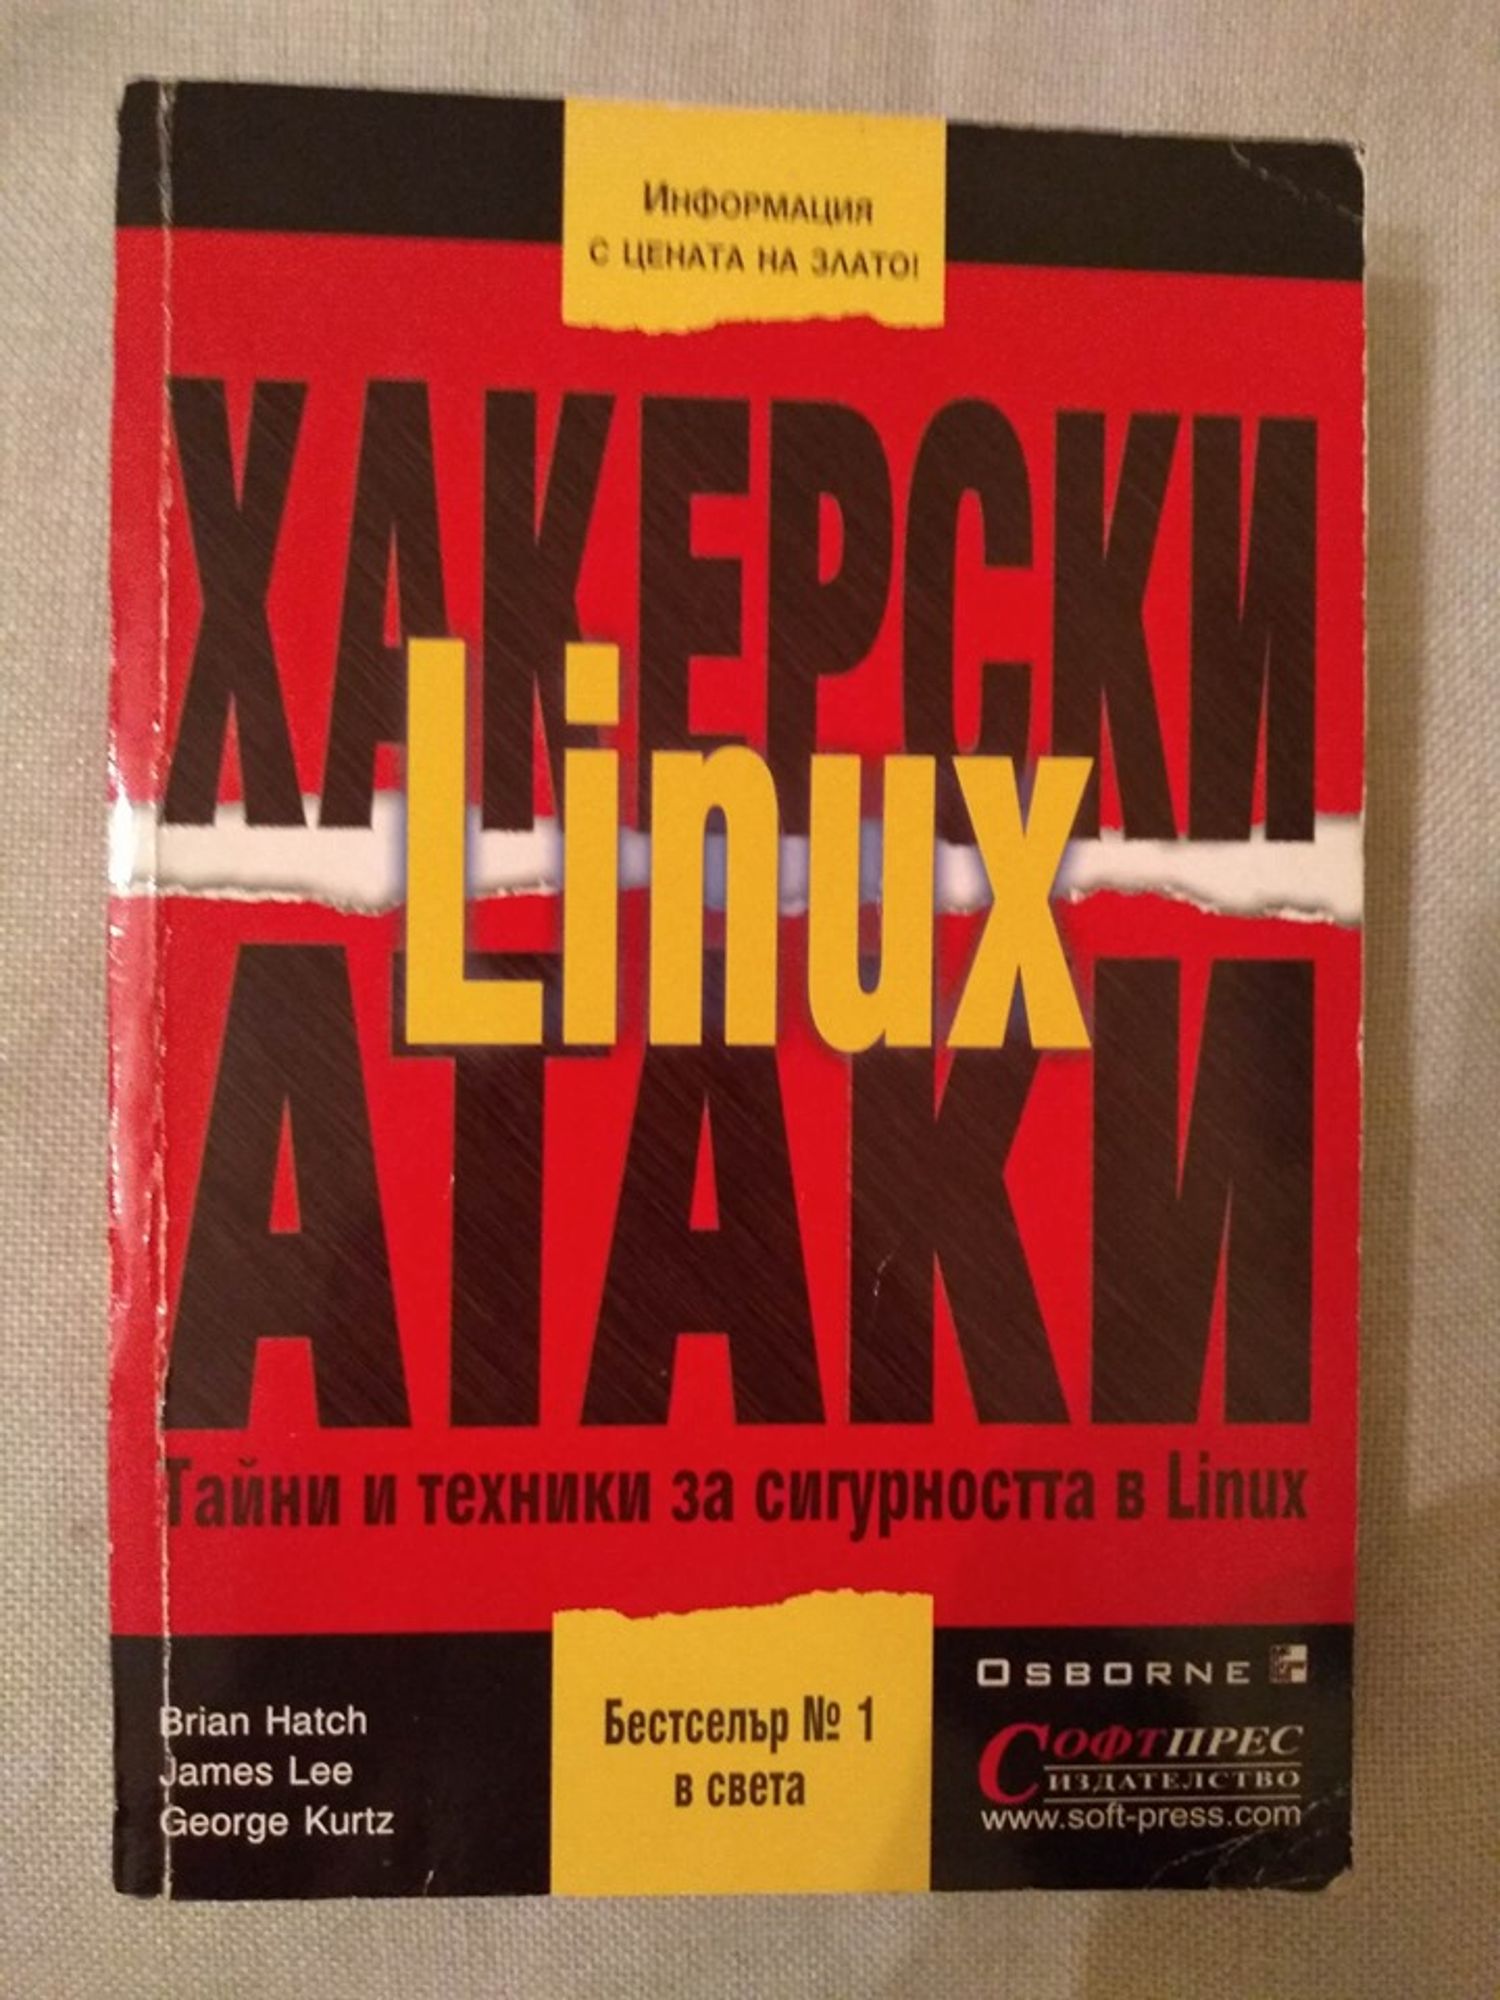 Информация
с цената на злато!
ХАКЕРСКИ
Linux
АТАКИ
Тайни и техники за сигурността в Linux
Brian Hatch
James Lee
George Kurtz
Бестселър № 1
в света
OSBORNE
СОФТПРЕС
ИЗДАТЕЛСТВО
www.soft-press.com